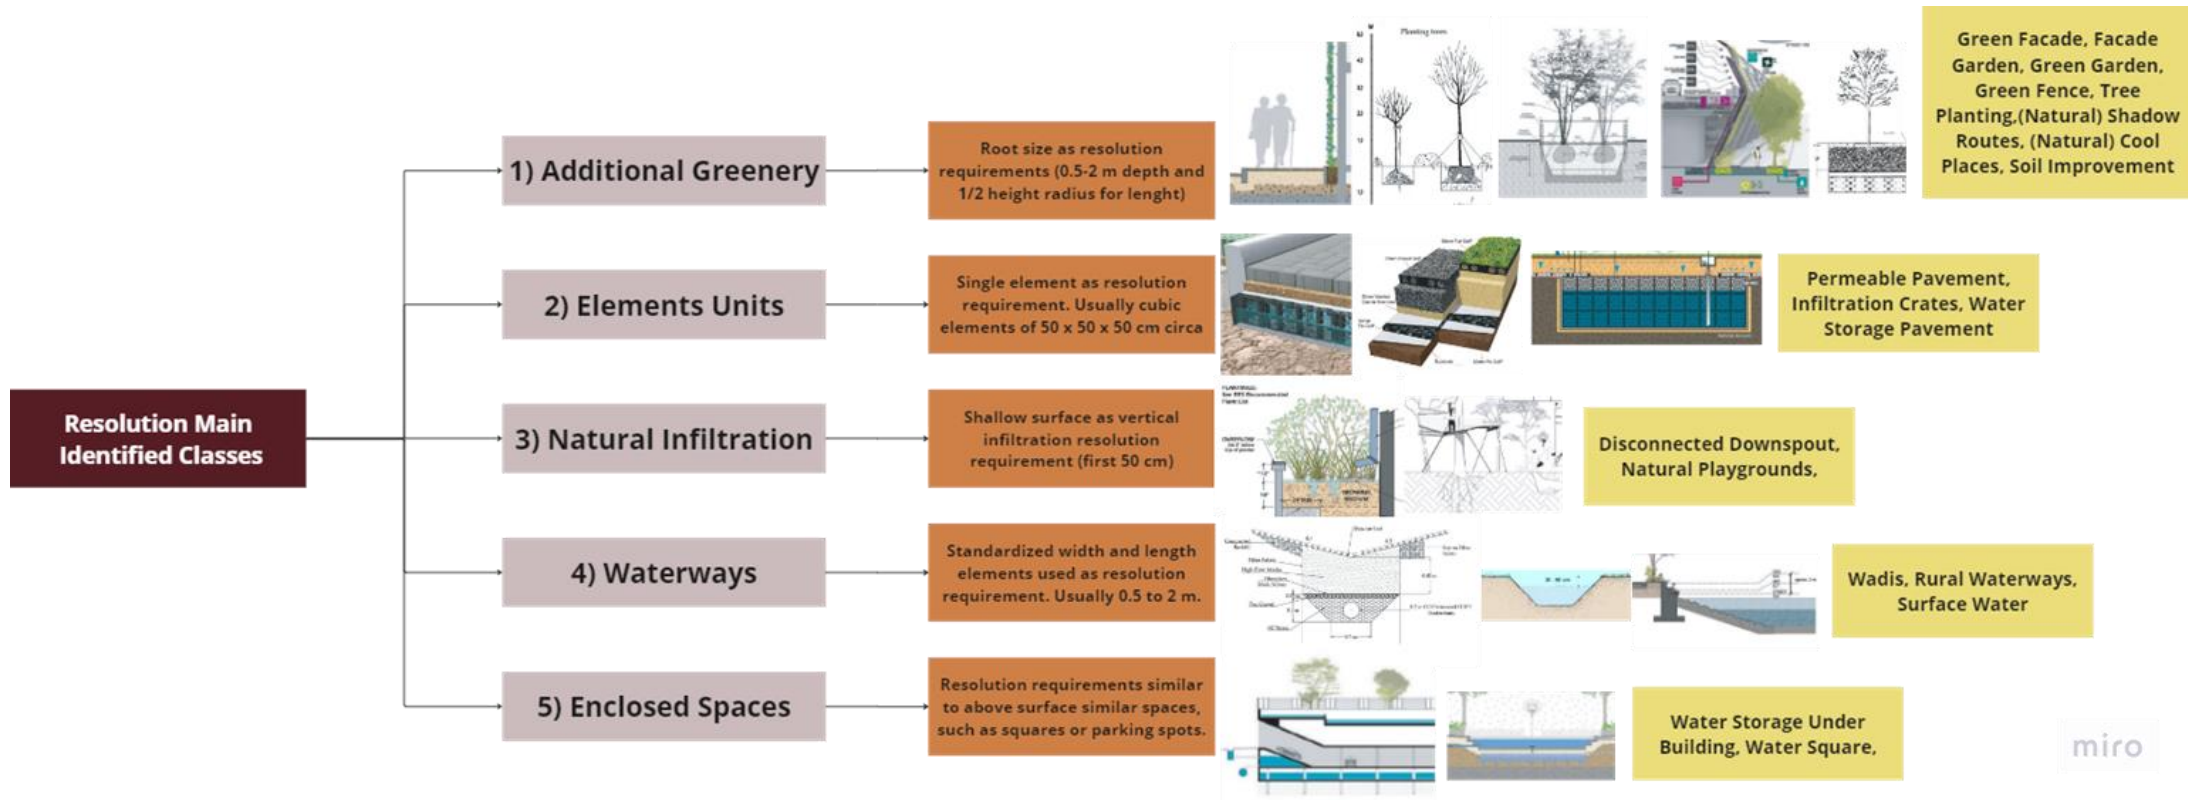 Resolution Main
Identified Classes
1) Additional Greenery
Root size as resolution
requirements (0.5-2 m depth and
1/2 height radius for lenght)
Planting trees
Green Facade, Facade
Garden, Green Garden,
Green Fence, Tree
Planting,(Natural) Shadow
Routes, (Natural) Cool
Places, Soil Improvement
2) Elements Units
Single element as resolution
requirement. Usually cubic
elements of 50 x 50 x 50 cm circa
Permeable Pavement,
Infiltration Crates, Water
Storage Pavement
3) Natural Infiltration
Shallow surface as vertical
infiltration resolution
requirement (first 50 cm)
Disconnected Downspout,
Natural Playgrounds,
4) Waterways
Standardized width and length
elements used as resolution
requirement. Usually 0.5 to 2 m.
Wadis, Rural Waterways,
Surface Water
5) Enclosed Spaces
Resolution requirements similar
to above surface similar spaces,
such as squares or parking spots.
Water Storage Under
Building, Water Square,
miro